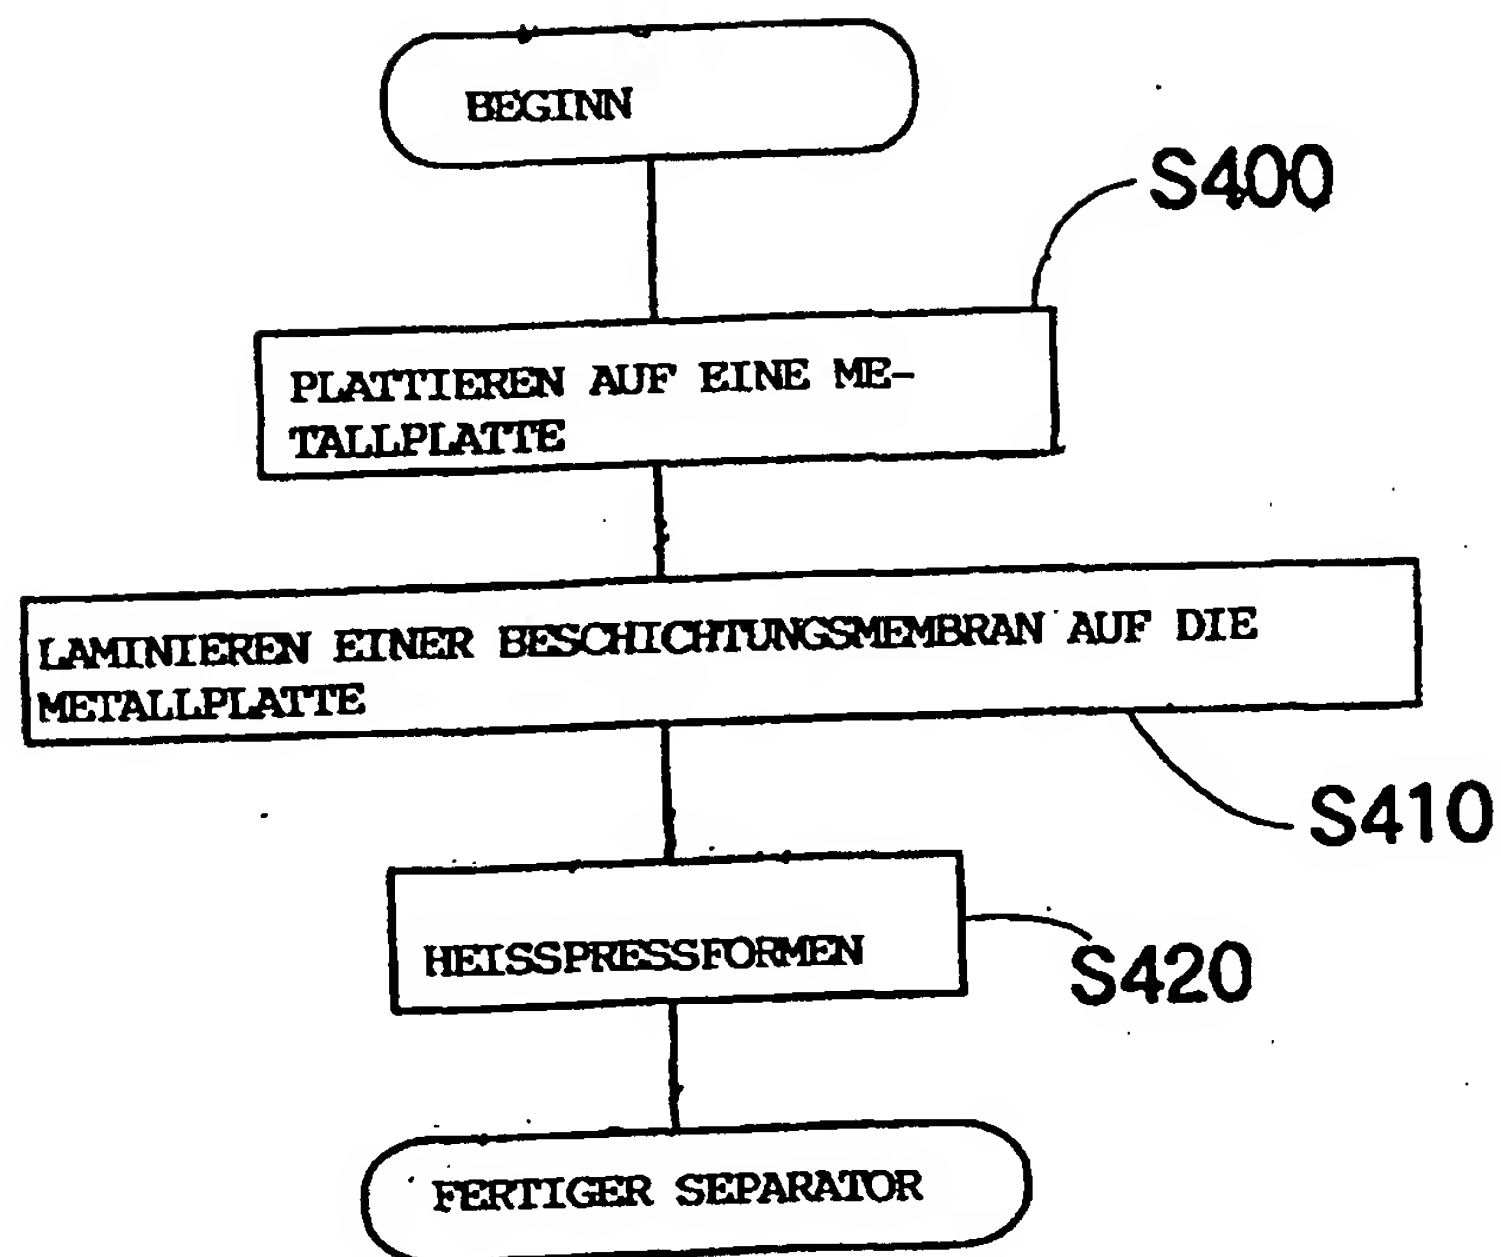 BEGINN
S400
PLATTIEREN AUF EINE ME-
TALLPLATTE
LAMINIEREN EINER BESCHICHTUNGSMEMBRAN AUF DIE
METALLPLATTE
S410
HEISSPRESSFORMEN
S420
FERTIGER SEPARATOR